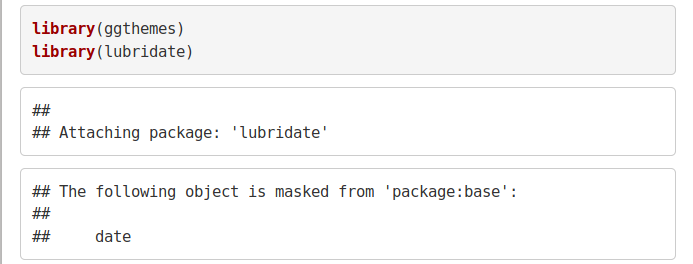 library(ggthemes)
library(lubridate)
##
## Attaching package: 'lubridate'
## The following object is masked from 'package:base':
##
##     date